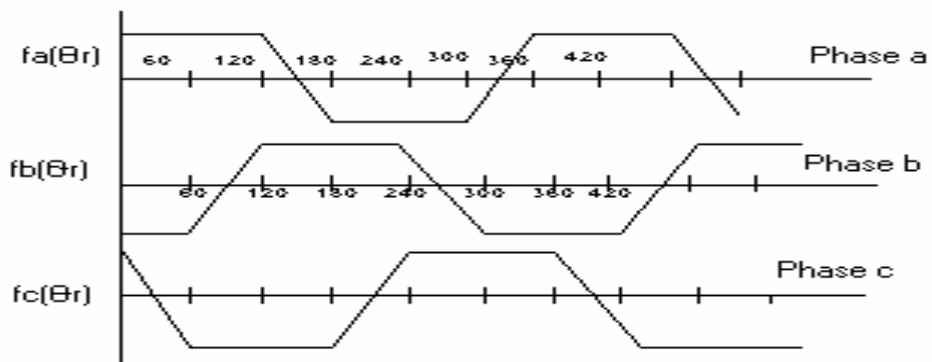 fa(θr) 60 120 180 240 300 360 420 Phase a
fb(θr) 60 120 180 240 300 360 420 Phase b
fc(θr) Phase c